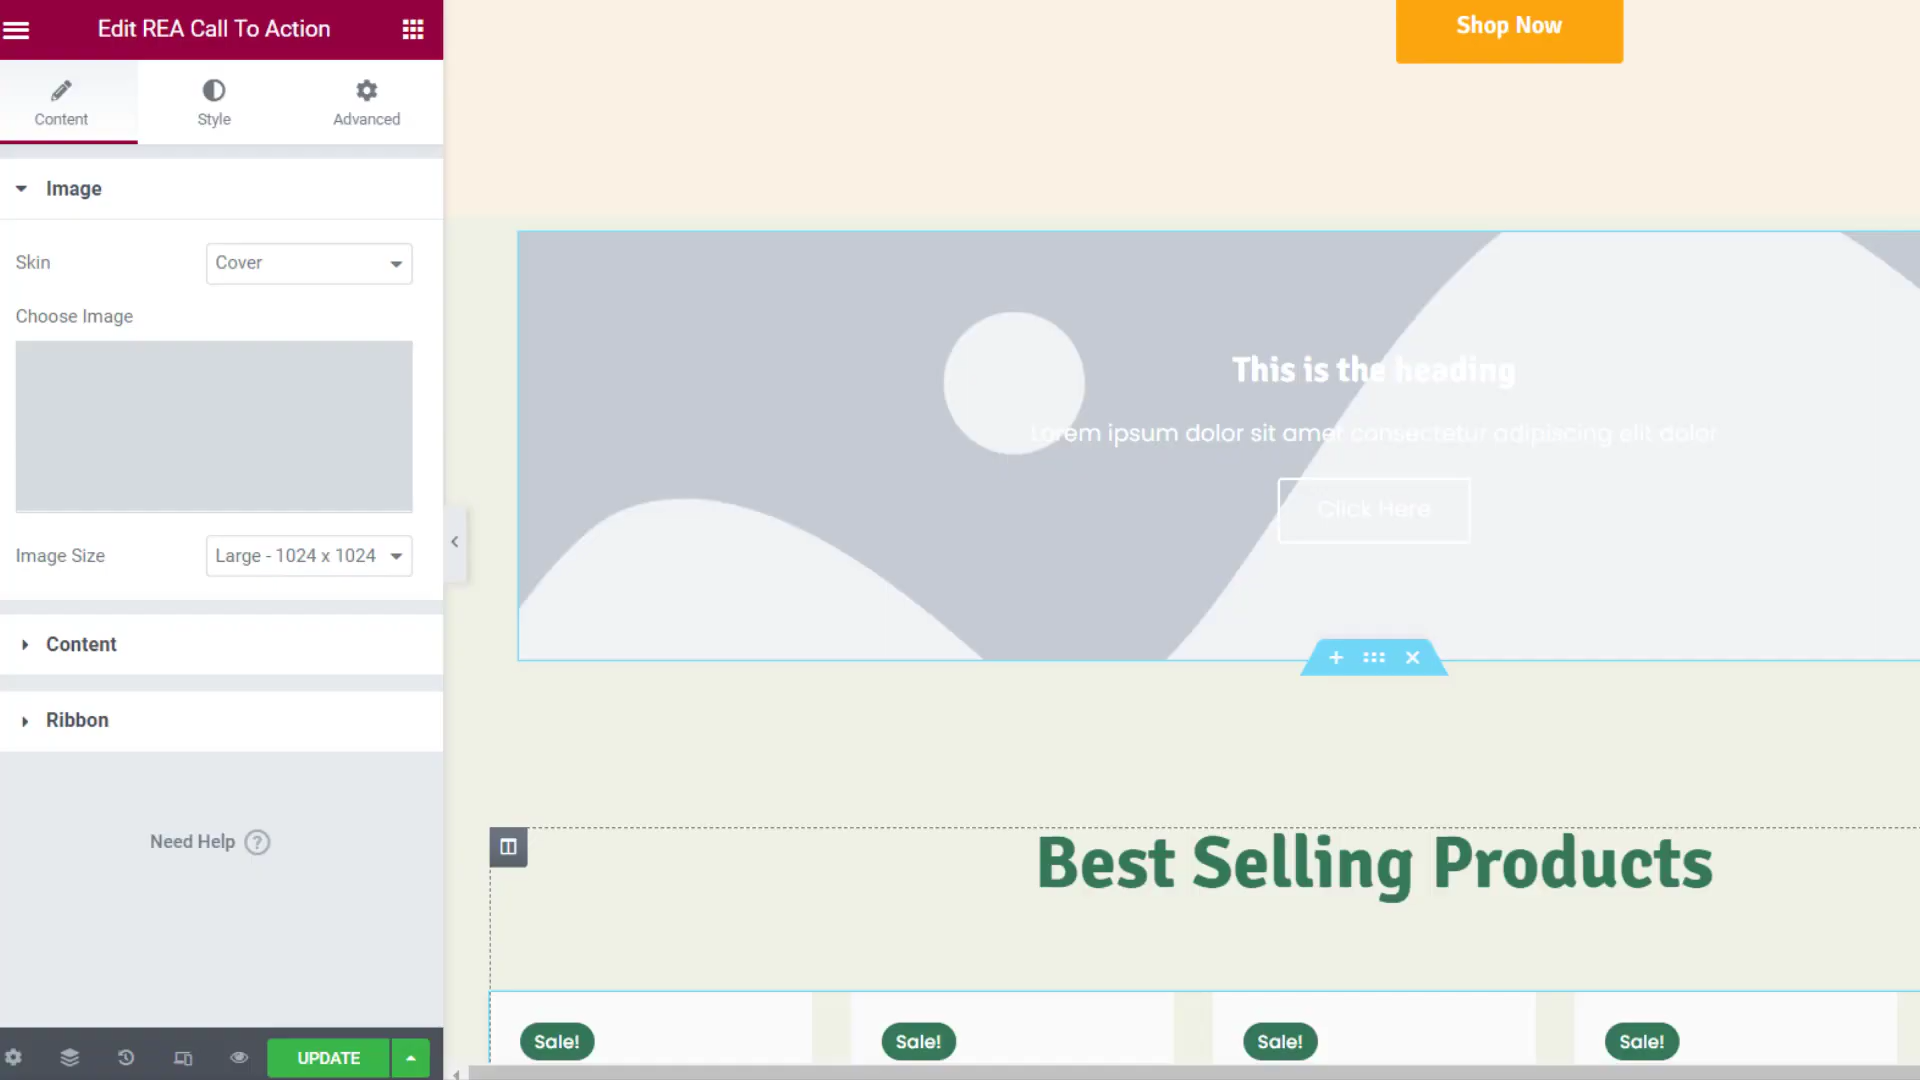 Edit REA Call To Action
Content
Style
Advanced
Image
Skin
Cover
Choose Image
Image Size
Large - 1024 x 1024
Content
Ribbon
Need Help ?
UPDATE
Shop Now
This is the heading
Lorem ipsum dolor sit amet consectetur adipiscing elit dolor
Click Here
Best Selling Products
Sale!
Sale!
Sale!
Sale!